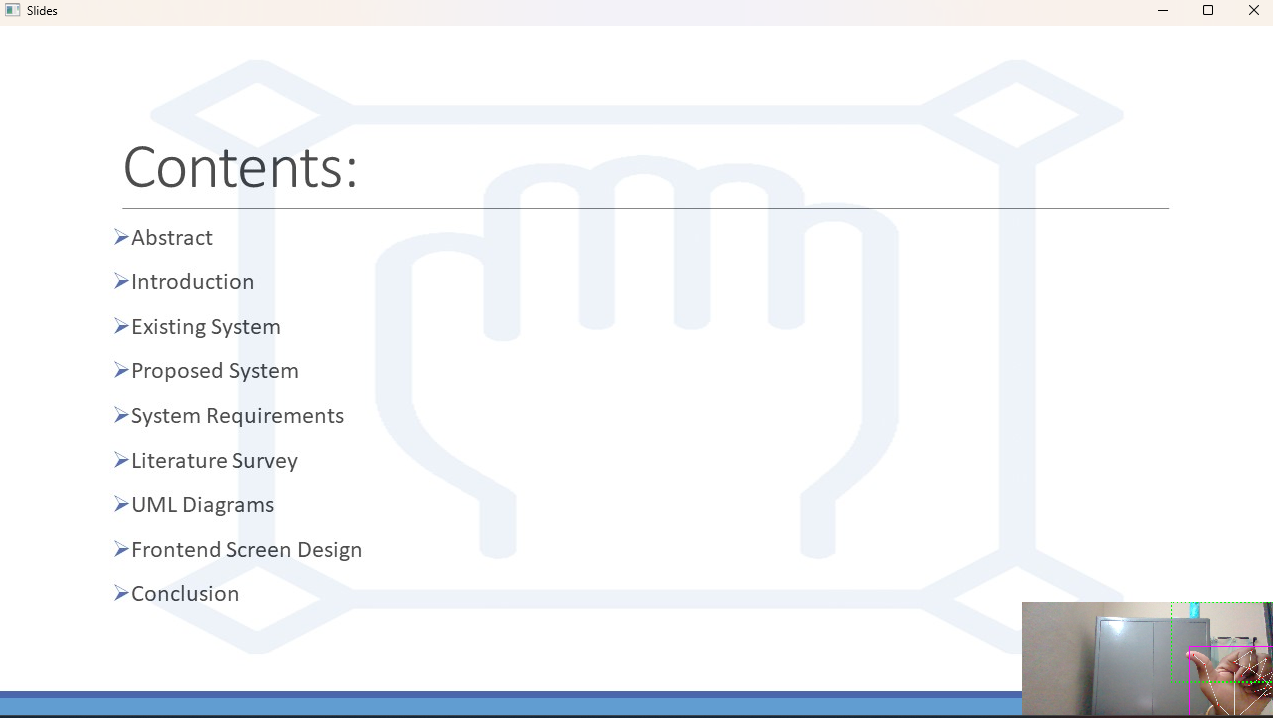 Slides
Contents:
Abstract
Introduction
Existing System
Proposed System
System Requirements
Literature Survey
UML Diagrams
Frontend Screen Design
Conclusion